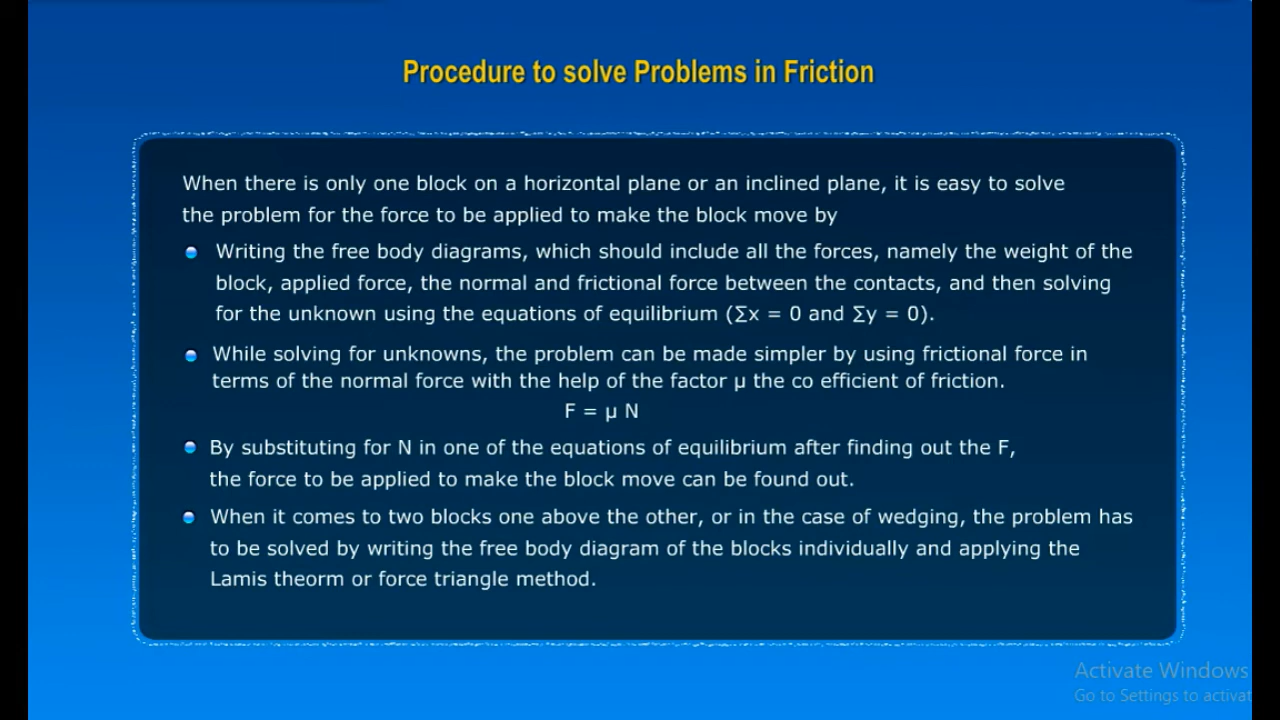 Procedure to solve Problems in Friction
When there is only one block on a horizontal plane or an inclined plane, it is easy to solve
the problem for the force to be applied to make the block move by
Writing the free body diagrams, which should include all the forces, namely the weight of the
block, applied force, the normal and frictional force between the contacts, and then solving
for the unknown using the equations of equilibrium (Σx = 0 and Σy = 0).
While solving for unknowns, the problem can be made simpler by using frictional force in
terms of the normal force with the help of the factor μ the co efficient of friction.
F = μ N
By substituting for N in one of the equations of equilibrium after finding out the F,
the force to be applied to make the block move can be found out.
When it comes to two blocks one above the other, or in the case of wedging, the problem has
to be solved by writing the free body diagram of the blocks individually and applying the
Lamis theorm or force triangle method.
Activate Windows
Go to Settings to activat